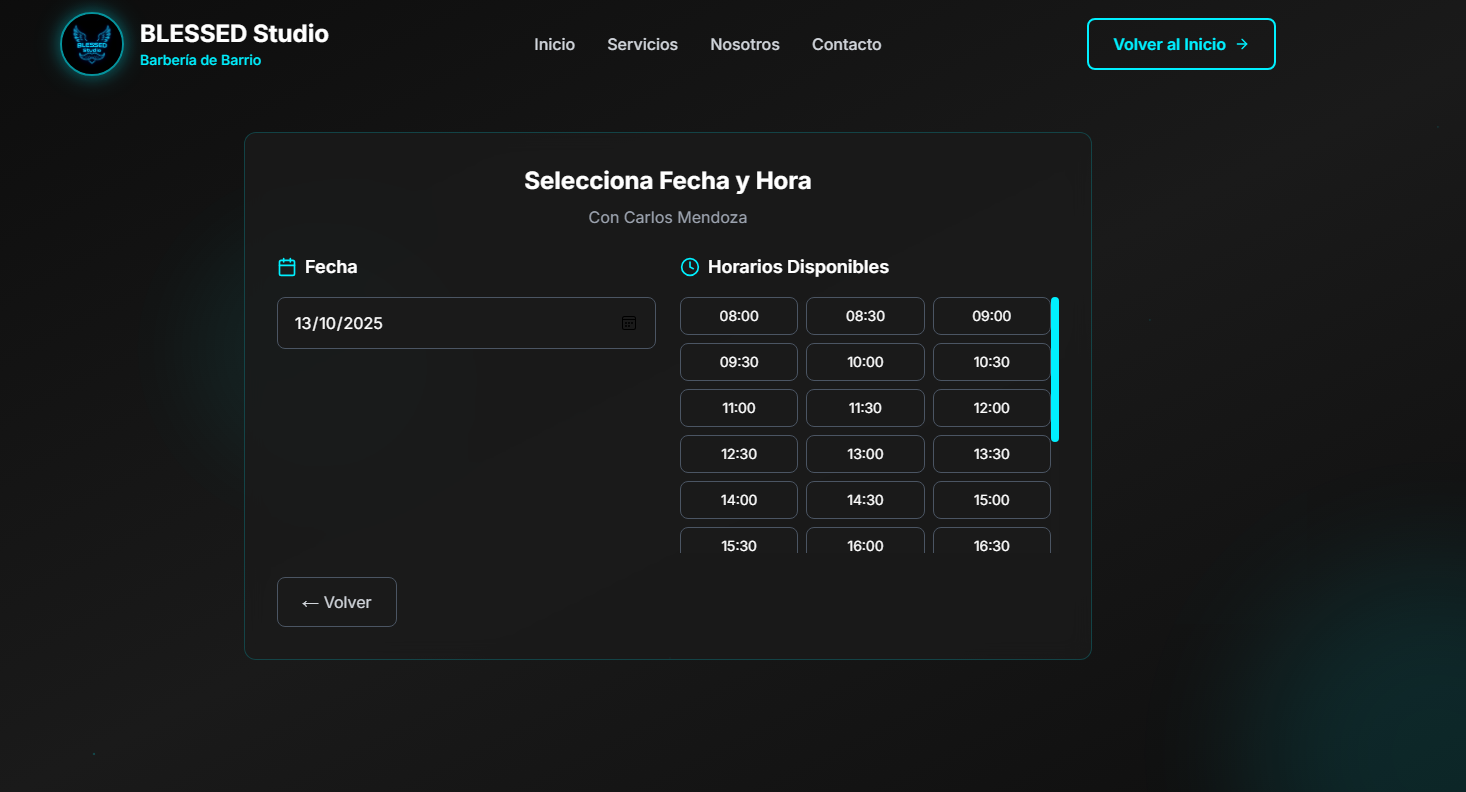 BLESSED
Studio
BLESSED Studio
Barbería de Barrio
Inicio
Servicios
Nosotros
Contacto
Volver al Inicio →
Selecciona Fecha y Hora
Con Carlos Mendoza
Fecha
13/10/2025
Horarios Disponibles
08:00 08:30 09:00
09:30 10:00 10:30
11:00 11:30 12:00
12:30 13:00 13:30
14:00 14:30 15:00
15:30 16:00 16:30
← Volver